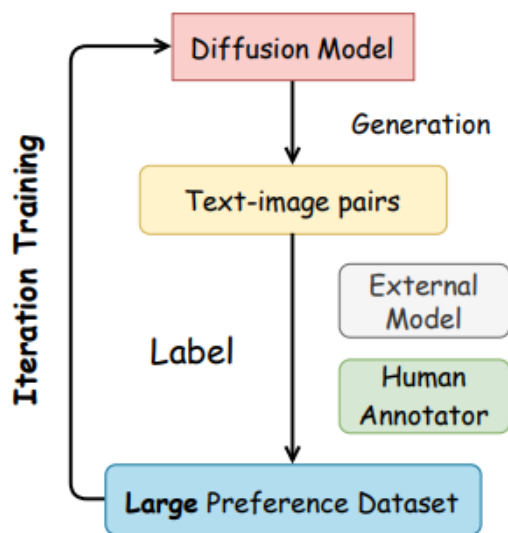 Diffusion Model
Generation
Text-image pairs
External
Model
Label
Human
Annotator
Iteration Training
Large Preference Dataset